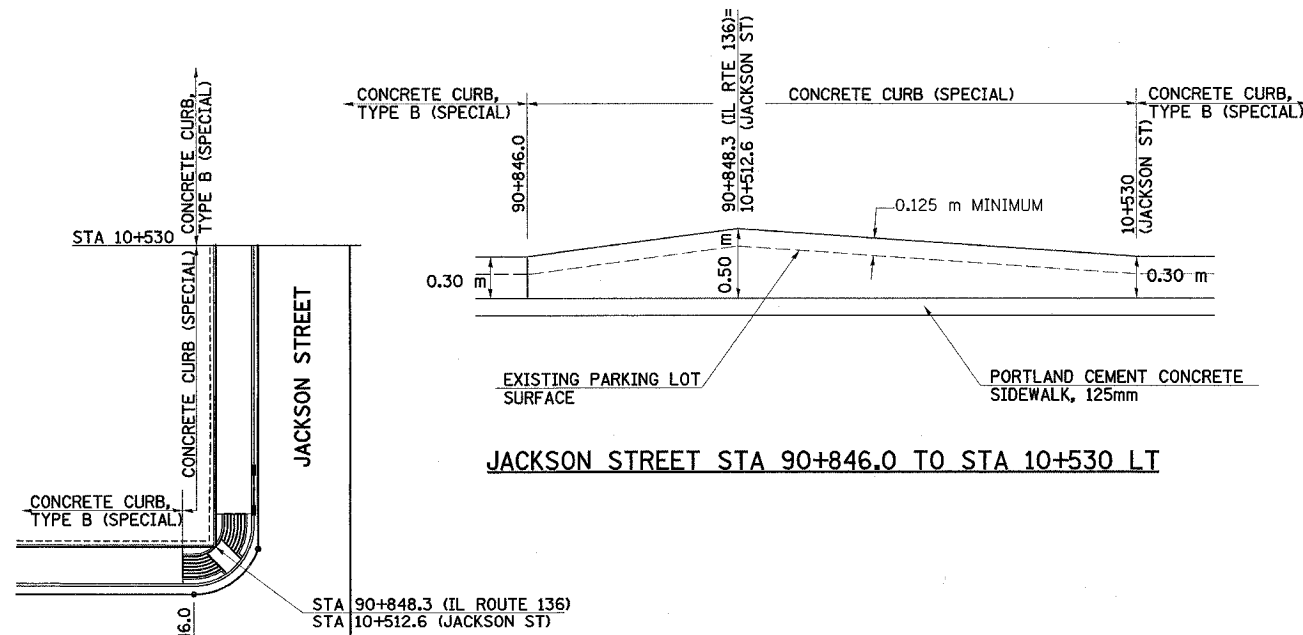 CONCRETE CURB,
TYPE B (SPECIAL)
STA 10+530
CONCRETE CURB (SPECIAL)
JACKSON STREET
CONCRETE CURB,
TYPE B (SPECIAL)
STA 90+848.3 (IL ROUTE 136)
STA 10+512.6 (JACKSON ST)
CONCRETE CURB,
TYPE B (SPECIAL)
90+848.3 (IL RTE 136)=
10+512.6 (JACKSON ST)
CONCRETE CURB (SPECIAL)
CONCRETE CURB,
TYPE B (SPECIAL)
90+846.0
10+530
(JACKSON ST)
0.125 m MINIMUM
0.30 m
0.50 m
0.30 m
EXISTING PARKING LOT
SURFACE
PORTLAND CEMENT CONCRETE
SIDEWALK, 125mm
JACKSON STREET STA 90+846.0 TO STA 10+530 LT